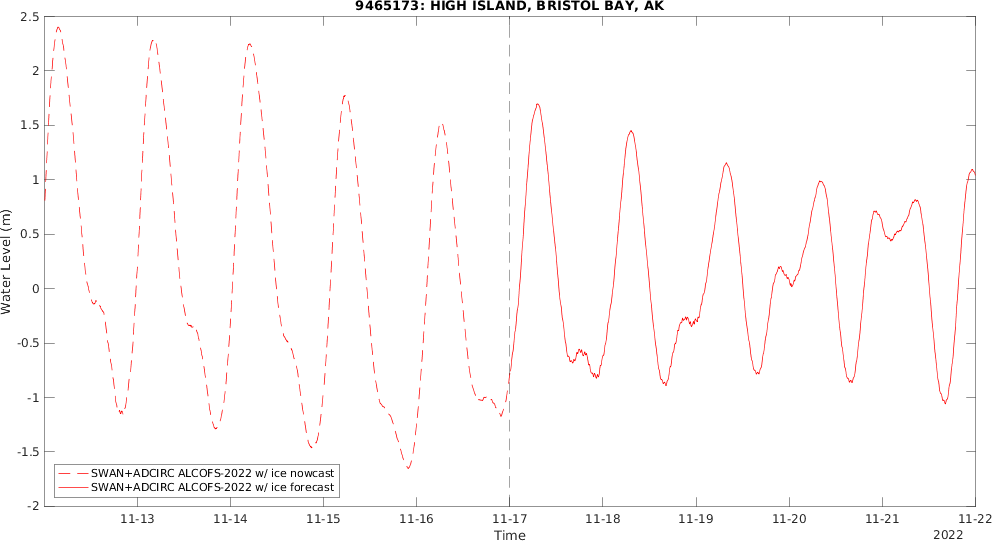 9465173: HIGH ISLAND, BRISTOL BAY, AK
2.5
2
1.5
1
0.5
0
-0.5
-1
-1.5
-2
Water Level (m)
SWAN+ADCIRC ALCOFS-2022 w/ ice nowcast
SWAN+ADCIRC ALCOFS-2022 w/ ice forecast
11-13 11-14 11-15 11-16 11-17 11-18 11-19 11-20 11-21 11-22
Time
2022